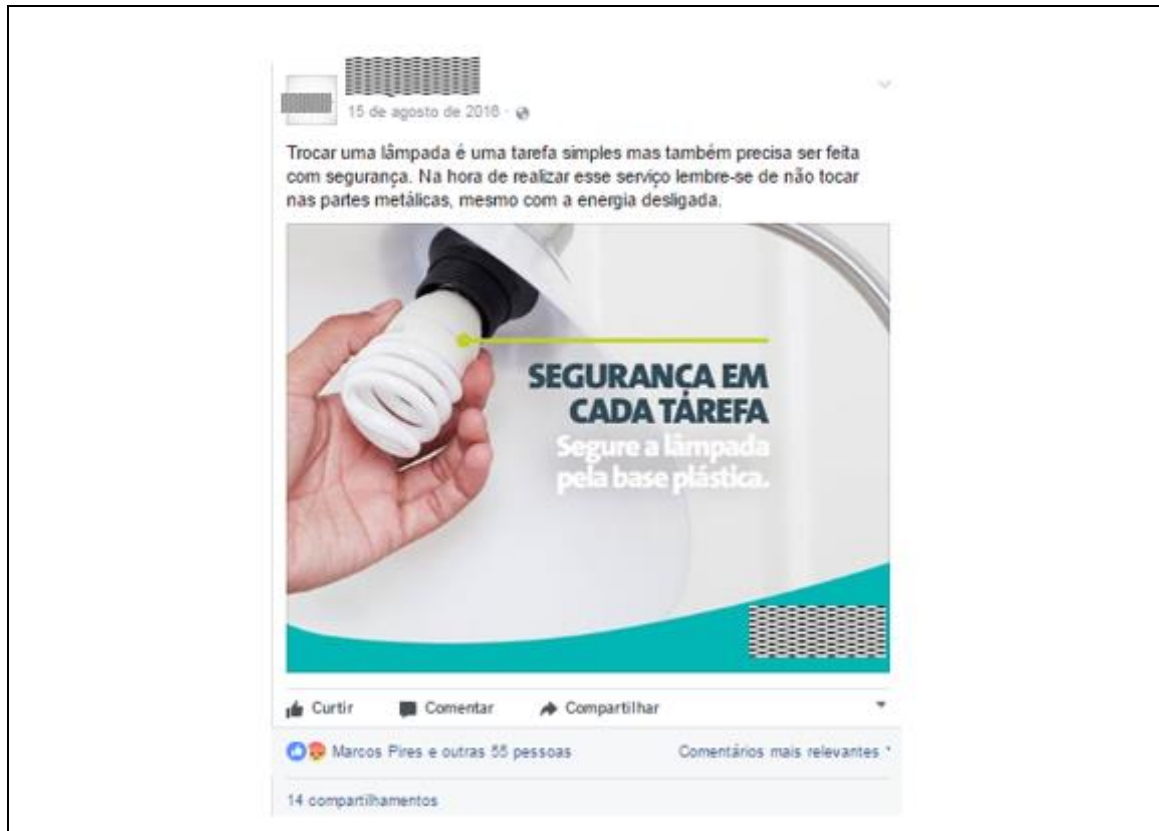 15 de agosto de 2016
Trocar uma lâmpada é uma tarefa simples mas também precisa ser feita
com segurança. Na hora de realizar esse serviço lembre-se de não tocar
nas partes metálicas, mesmo com a energia desligada.
SEGURANÇA EM
CADA TAREFA
Segure a lâmpada
pela base plástica.
Curtir Comentar Compartilhar
Marcos Pires e outras 55 pessoas Comentários mais relevantes
14 compartilhamentos